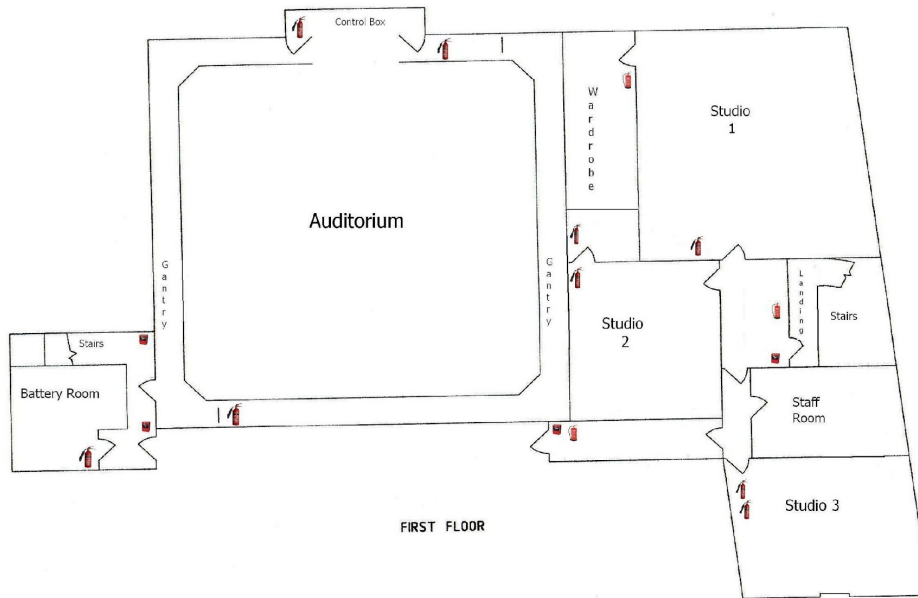 Control Box
Wardrobe
Studio
1
Auditorium
Gantry
Gantry
Landing
Stairs
Studio
2
Stairs
Battery Room
Staff
Room
Studio 3
FIRST FLOOR